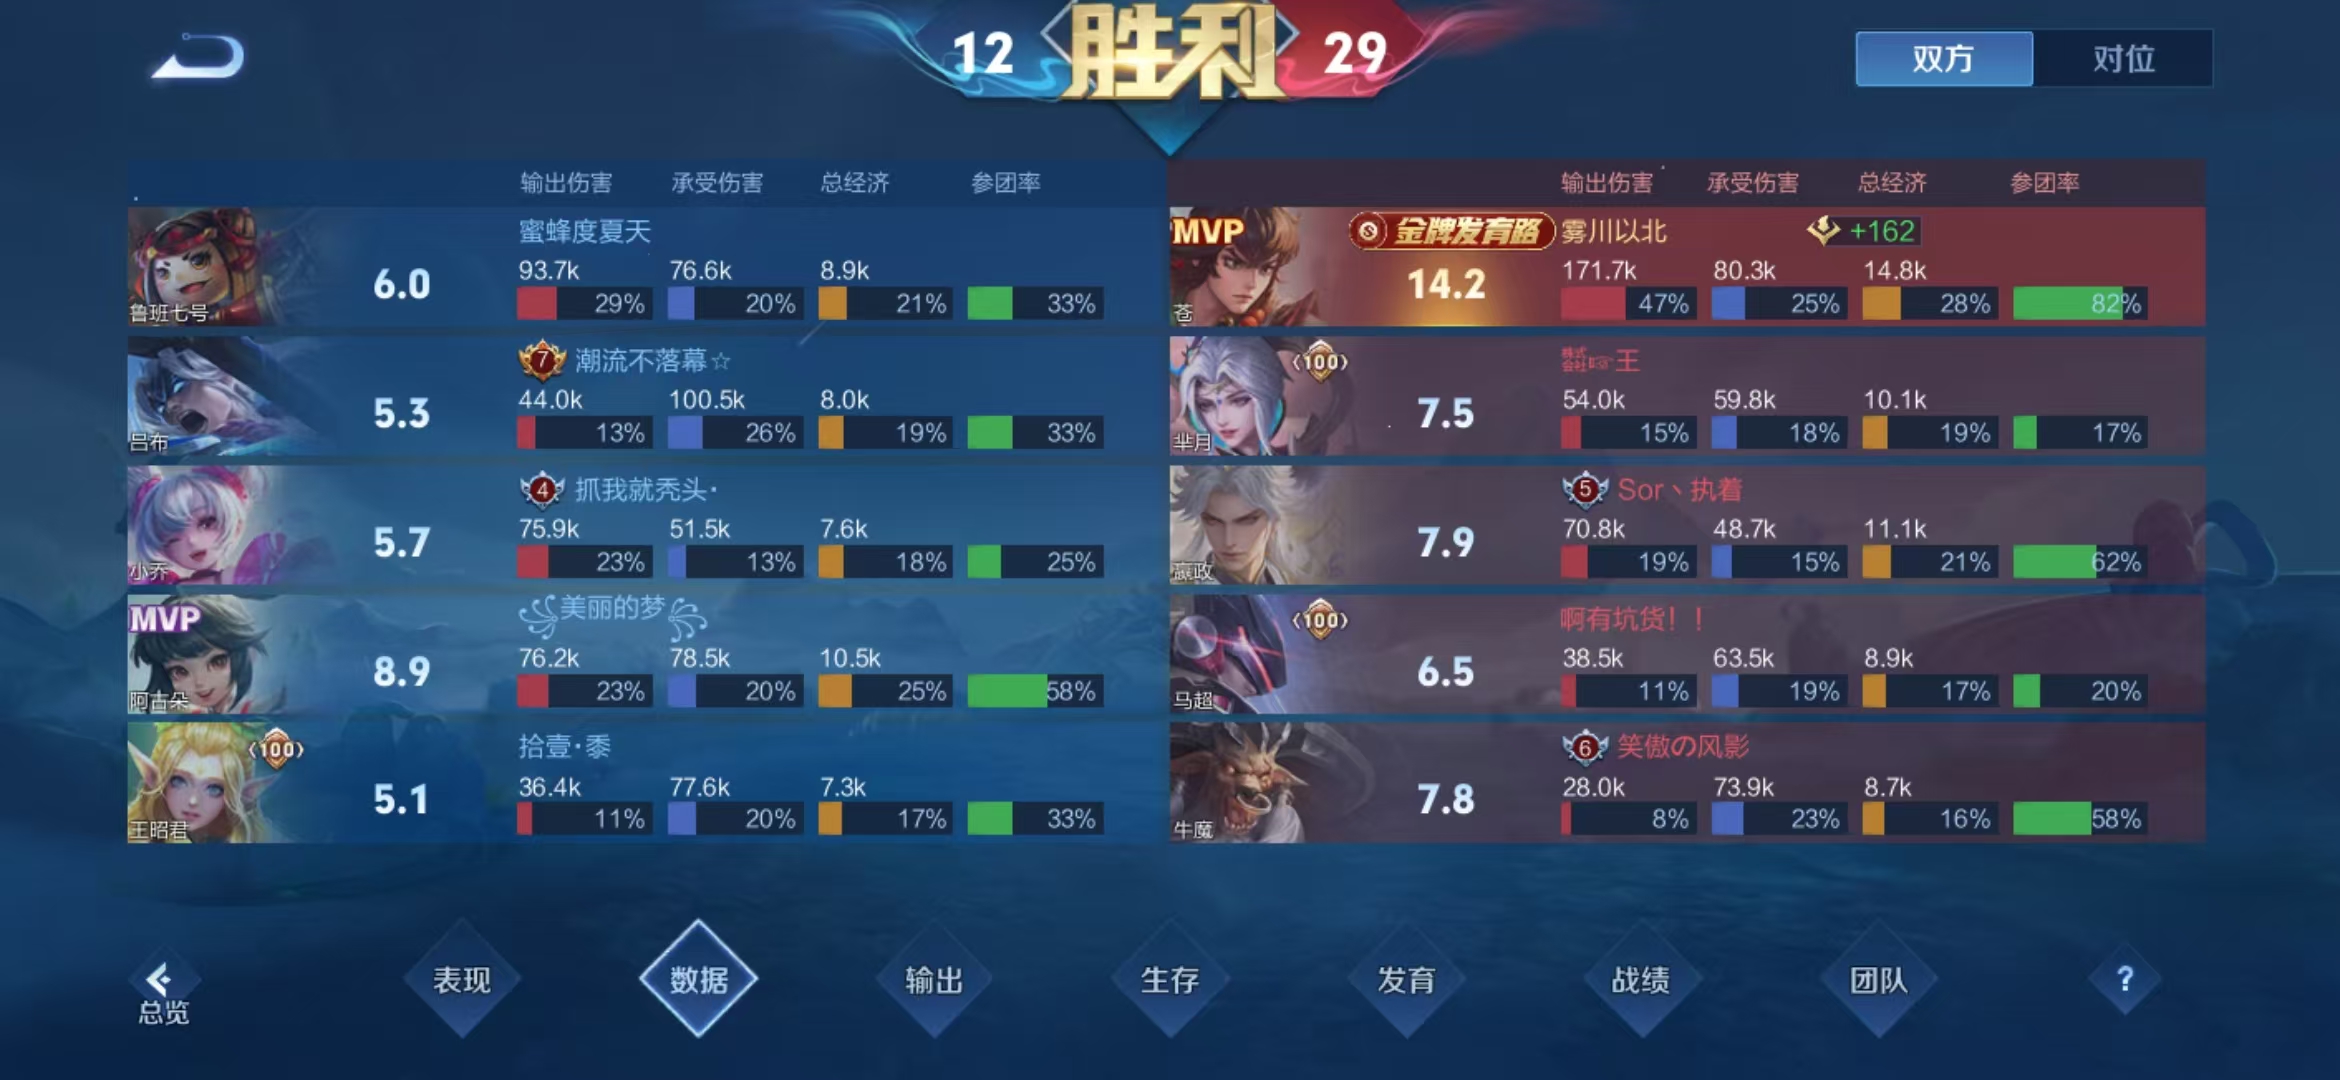 12 胜利 29
双方 对位
输出伤害 承受伤害 总经济 参团率
鲁班七号 6.0 蜜蜂度夏天
93.7k 76.6k 8.9k
29% 20% 21% 33%
吕布 5.3 7 潮流不落幕☆
44.0k 100.5k 8.0k
13% 26% 19% 33%
小乔 5.7 4 抓我就秃头·
75.9k 51.5k 7.6k
23% 13% 18% 25%
MVP 阿古朵 8.9 美丽的梦
76.2k 78.5k 10.5k
23% 20% 25% 58%
王昭君 100 5.1 拾壹·黍
36.4k 77.6k 7.3k
11% 20% 17% 33%
输出伤害 承受伤害 总经济 参团率
MVP 苍 金牌发育路 14.2 雾川以北 +162
171.7k 80.3k 14.8k
47% 25% 28% 82%
芈月 100 7.5 株式会社☞王
54.0k 59.8k 10.1k
15% 18% 19% 17%
嬴政 7.9 5 Sor丶执着
70.8k 48.7k 11.1k
19% 15% 21% 62%
马超 100 6.5 啊有坑货！！
38.5k 63.5k 8.9k
11% 19% 17% 20%
牛魔 7.8 6 笑傲の风影
28.0k 73.9k 8.7k
8% 23% 16% 58%
总览 表现 数据 输出 生存 发育 战绩 团队 ?